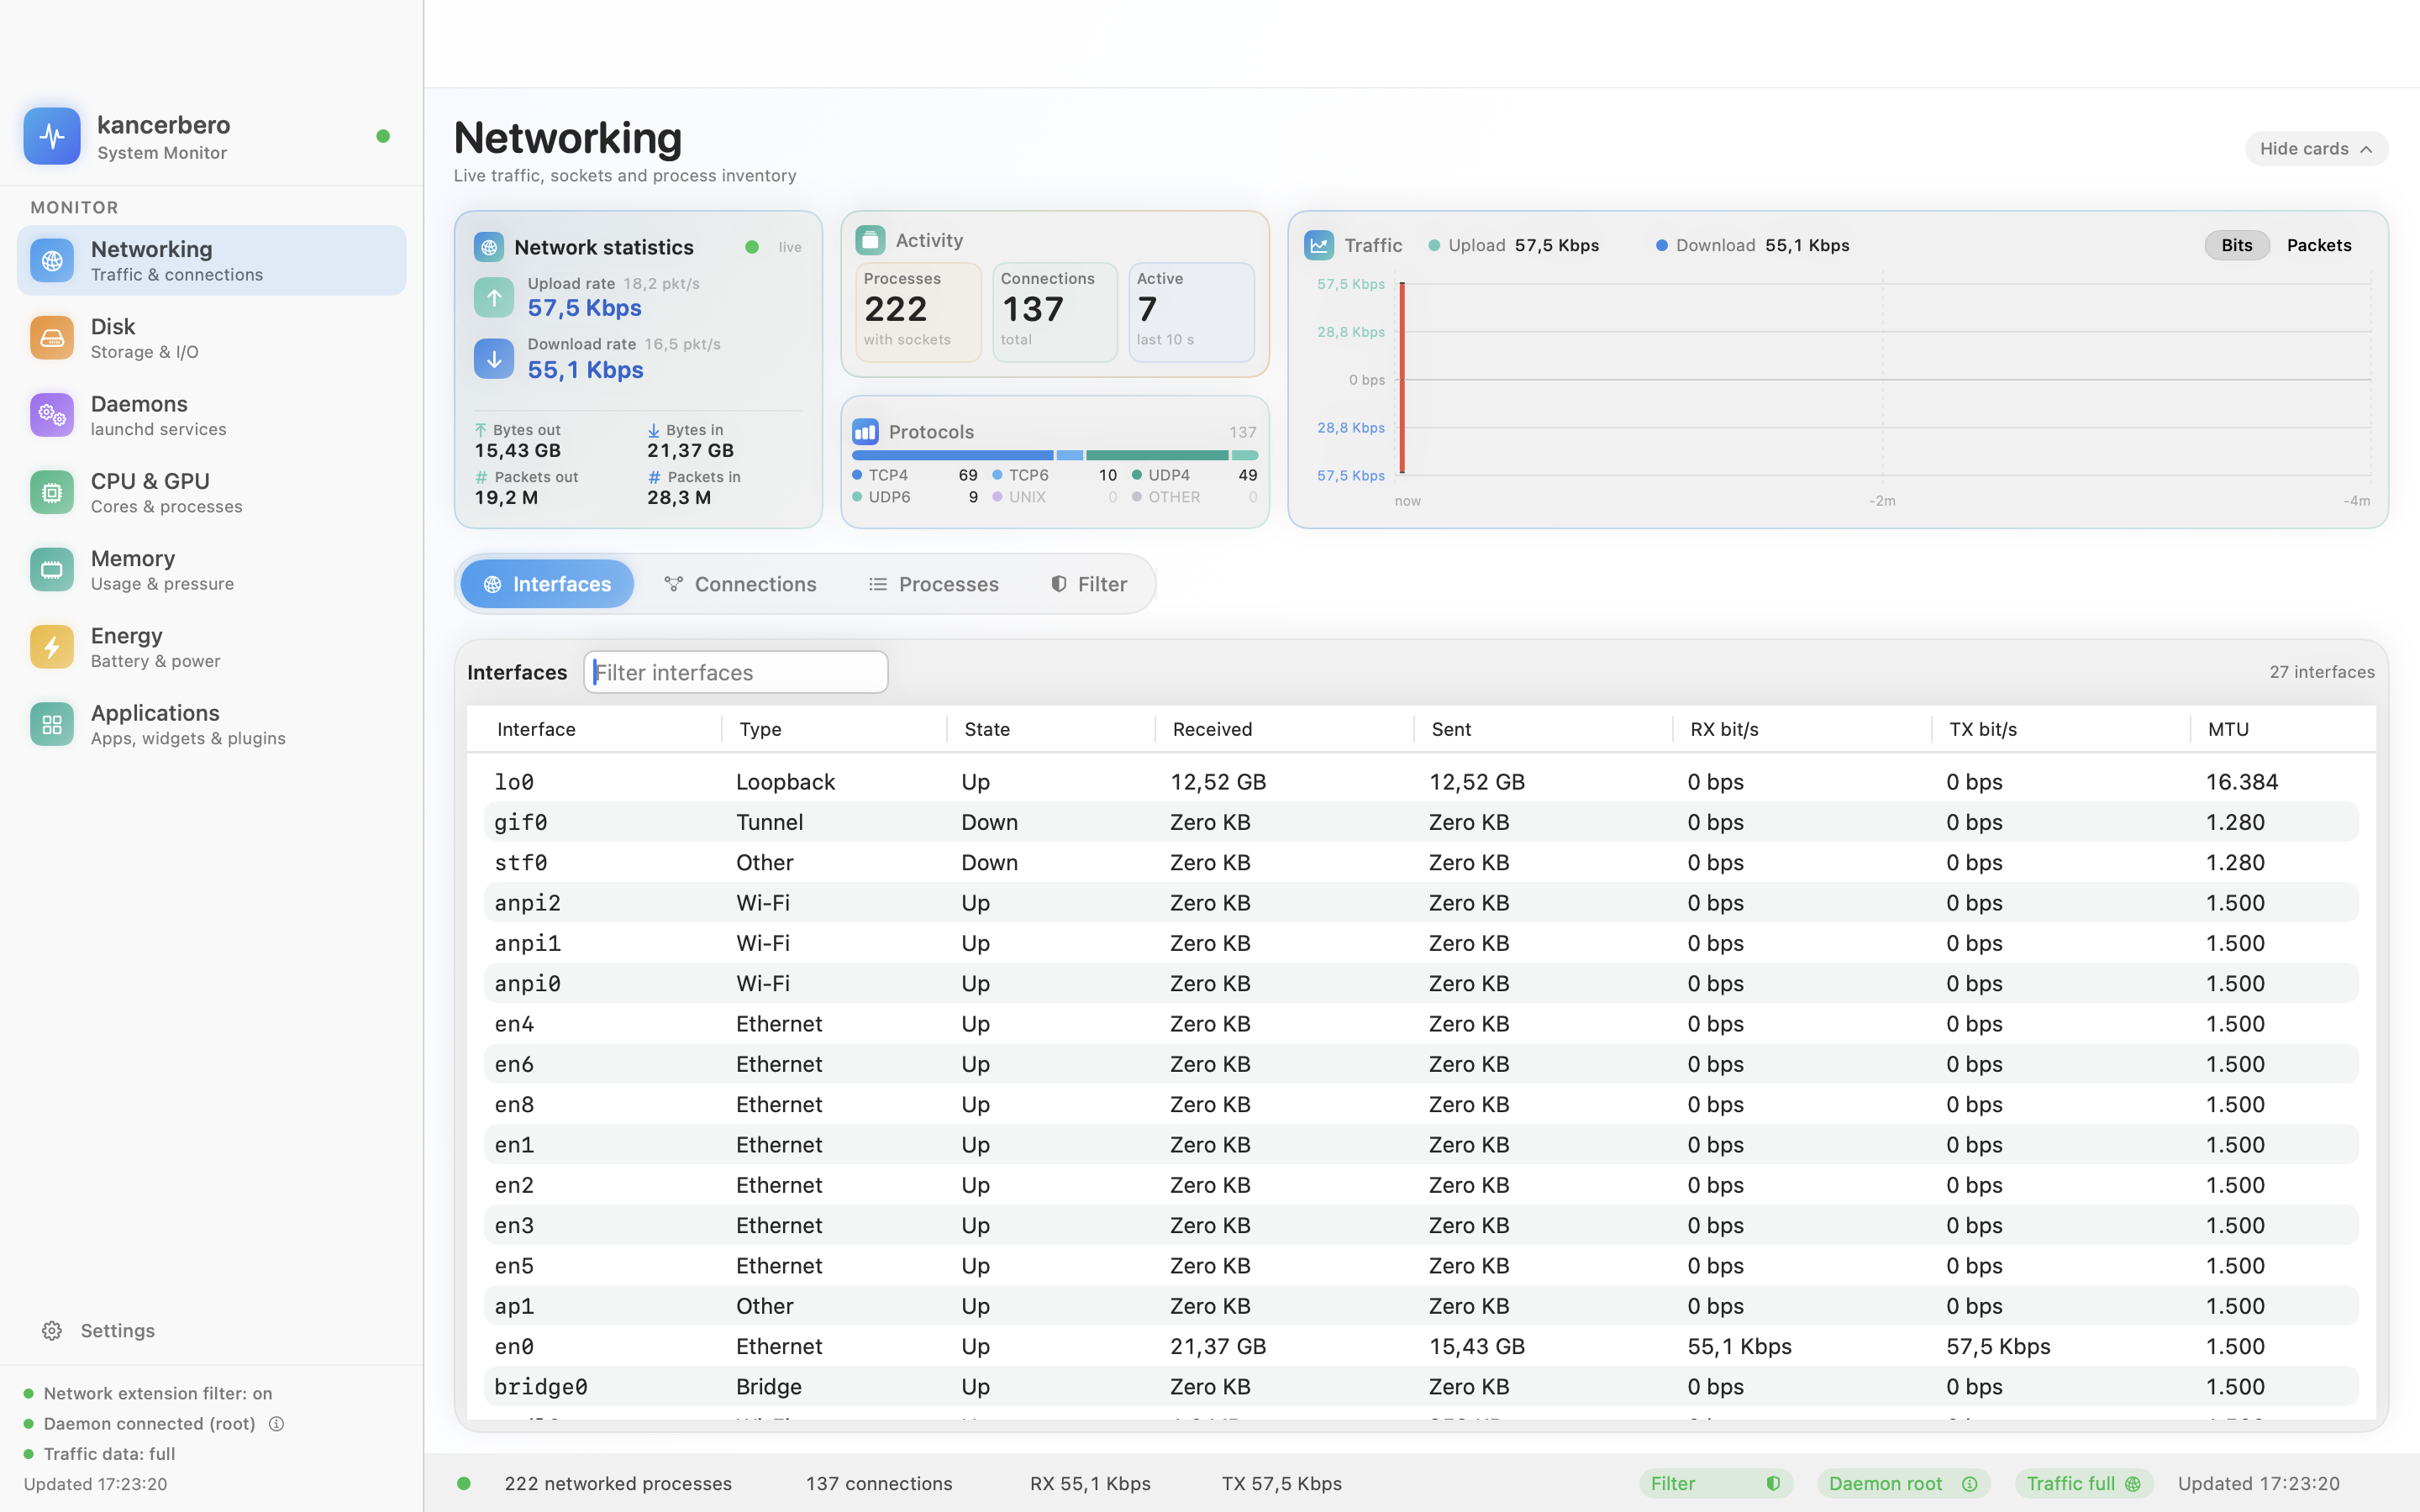 kancerbero
System Monitor
MONITOR
Networking
Traffic & connections
Disk
Storage & I/O
Daemons
launchd services
CPU & GPU
Cores & processes
Memory
Usage & pressure
Energy
Battery & power
Applications
Apps, widgets & plugins
Settings
Network extension filter: on
Daemon connected (root)
Traffic data: full
Updated 17:23:20
Networking
Live traffic, sockets and process inventory
Hide cards
Network statistics live
Upload rate 18,2 pkt/s
57,5 Kbps
Download rate 16,5 pkt/s
55,1 Kbps
Bytes out Bytes in
15,43 GB 21,37 GB
# Packets out # Packets in
19,2 M 28,3 M
Activity
Processes Connections Active
222 137 7
with sockets total last 10 s
Protocols 137
TCP4 69 TCP6 10 UDP4 49
UDP6 9 UNIX 0 OTHER 0
Traffic Upload 57,5 Kbps Download 55,1 Kbps Bits Packets
57,5 Kbps
28,8 Kbps
0 bps
28,8 Kbps
57,5 Kbps
now -2m -4m
Interfaces Connections Processes Filter
Interfaces Filter interfaces 27 interfaces
Interface Type State Received Sent RX bit/s TX bit/s MTU
lo0 Loopback Up 12,52 GB 12,52 GB 0 bps 0 bps 16.384
gif0 Tunnel Down Zero KB Zero KB 0 bps 0 bps 1.280
stf0 Other Down Zero KB Zero KB 0 bps 0 bps 1.280
anpi2 Wi-Fi Up Zero KB Zero KB 0 bps 0 bps 1.500
anpi1 Wi-Fi Up Zero KB Zero KB 0 bps 0 bps 1.500
anpi0 Wi-Fi Up Zero KB Zero KB 0 bps 0 bps 1.500
en4 Ethernet Up Zero KB Zero KB 0 bps 0 bps 1.500
en6 Ethernet Up Zero KB Zero KB 0 bps 0 bps 1.500
en8 Ethernet Up Zero KB Zero KB 0 bps 0 bps 1.500
en1 Ethernet Up Zero KB Zero KB 0 bps 0 bps 1.500
en2 Ethernet Up Zero KB Zero KB 0 bps 0 bps 1.500
en3 Ethernet Up Zero KB Zero KB 0 bps 0 bps 1.500
en5 Ethernet Up Zero KB Zero KB 0 bps 0 bps 1.500
ap1 Other Up Zero KB Zero KB 0 bps 0 bps 1.500
en0 Ethernet Up 21,37 GB 15,43 GB 55,1 Kbps 57,5 Kbps 1.500
bridge0 Bridge Up Zero KB Zero KB 0 bps 0 bps 1.500
222 networked processes 137 connections RX 55,1 Kbps TX 57,5 Kbps Filter Daemon root Traffic full Updated 17:23:20